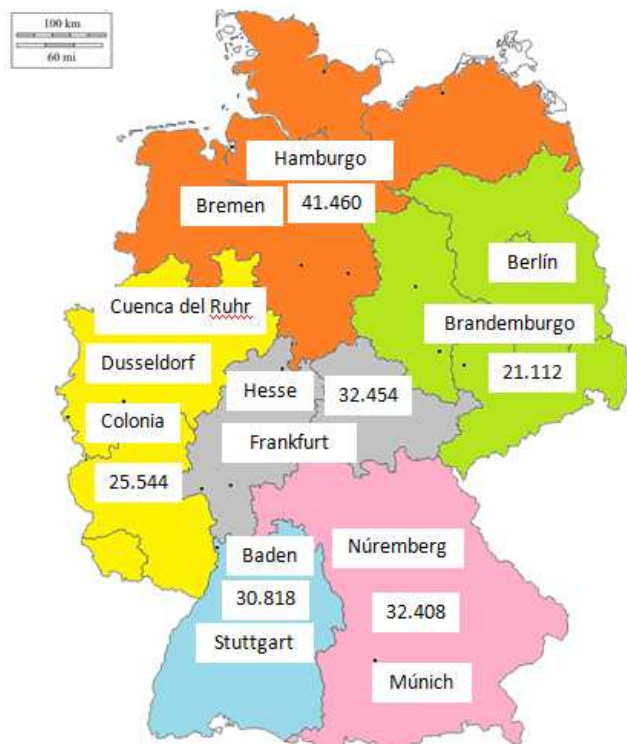 100 km
60 mi
Hamburgo
Bremen
41.460
Berlín
Cuenca del Ruhr
Brandemburgo
Dusseldorf
21.112
Hesse
32.454
Colonia
Frankfurt
25.544
Baden
Núremberg
30.818
32.408
Stuttgart
Múnich